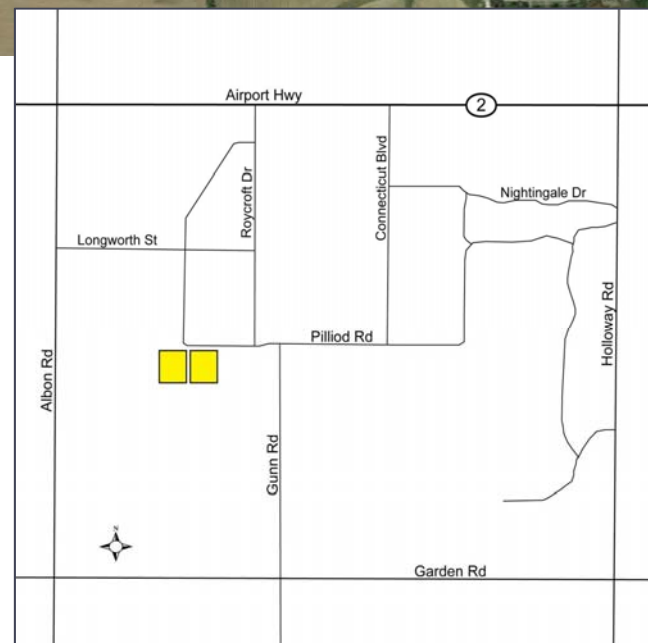 Airport Hwy
2
Roycroft Dr
Connecticut Blvd
Nightingale Dr
Longworth St
Pilliod Rd
Holloway Rd
Albon Rd
Gunn Rd
N
Garden Rd